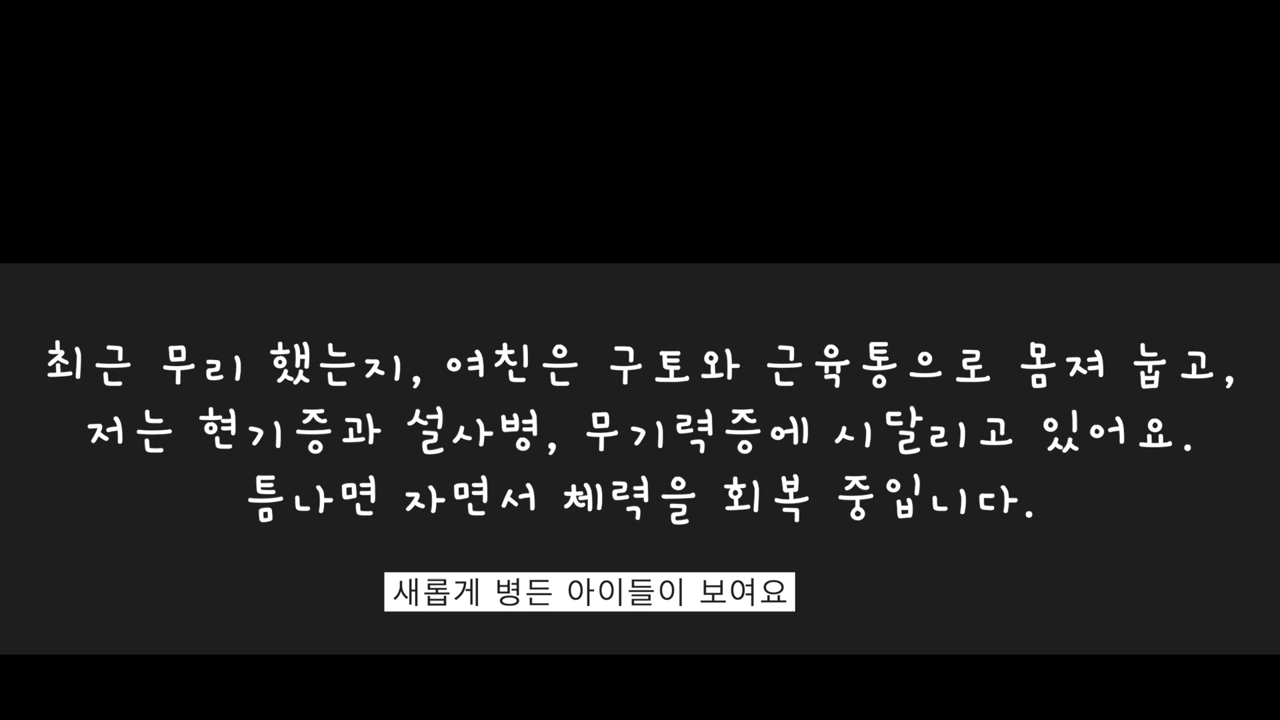 최근 무리 했는지, 여친은 구토와 근육통으로 몸져 눕고,
저는 현기증과 설사병, 무기력증에 시달리고 있어요.
틈나면 자면서 체력을 회복 중입니다.
새롭게 병든 아이들이 보여요